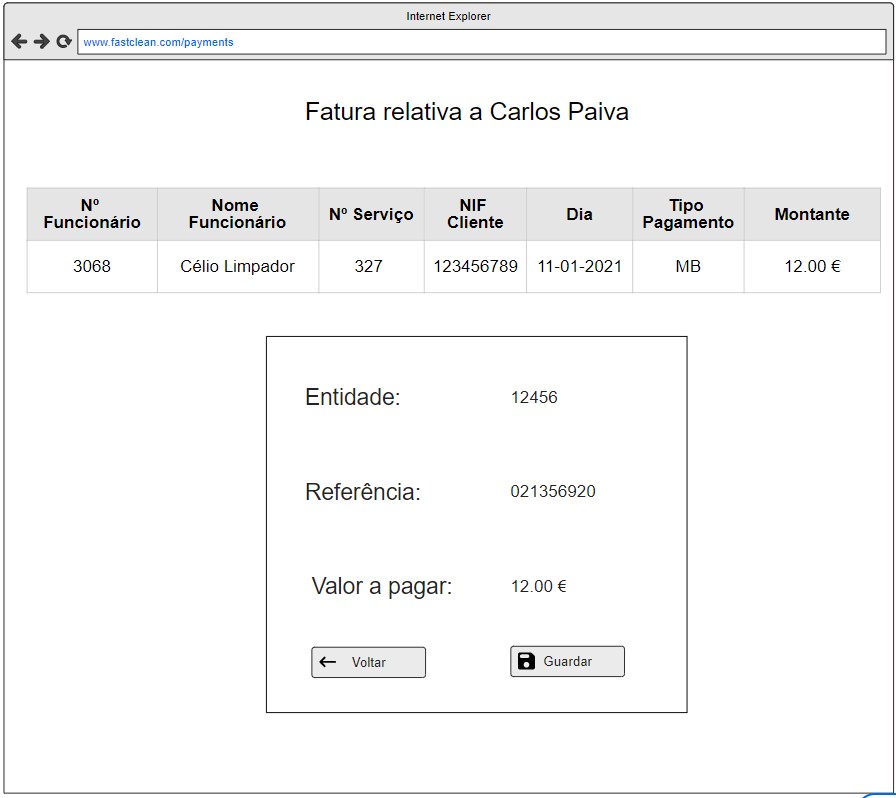 Internet Explorer
www.fastclean.com/payments
Fatura relativa a Carlos Paiva
Nº Funcionário Nome Funcionário Nº Serviço NIF Cliente Dia Tipo Pagamento Montante
3068 Célio Limpador 327 123456789 11-01-2021 MB 12.00 €
Entidade: 12456
Referência: 021356920
Valor a pagar: 12.00 €
Voltar Guardar